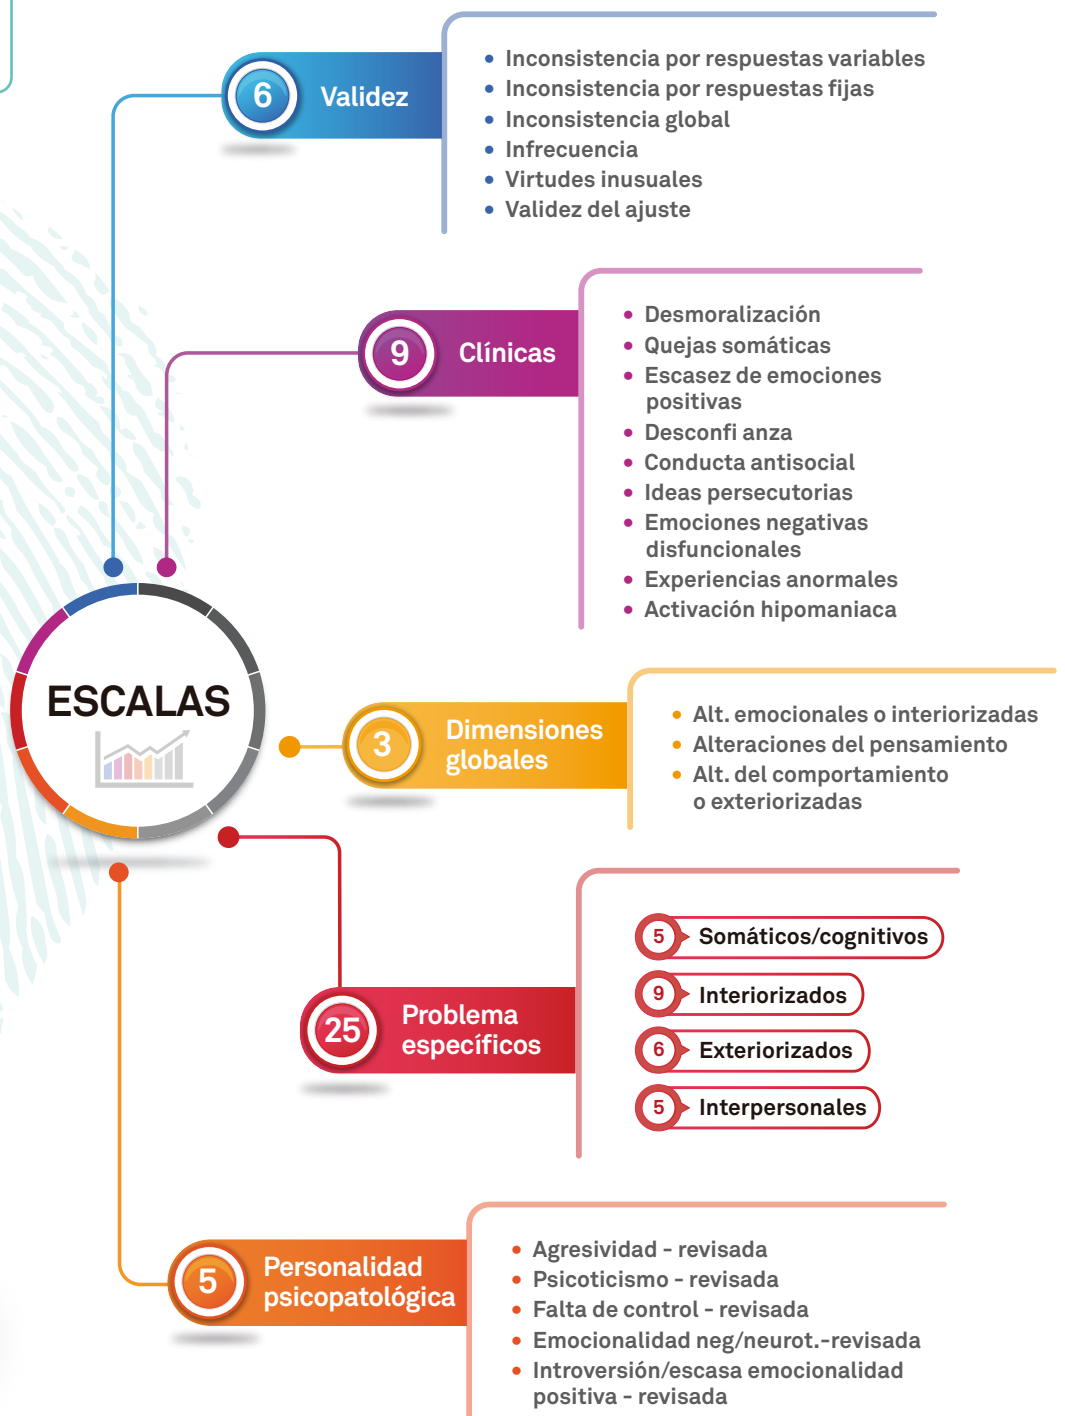 6
Validez
Inconsistencia por respuestas variables
Inconsistencia por respuestas fijas
Inconsistencia global
Infrecuencia
Virtudes inusuales
Validez del ajuste
9
Clínicas
Desmoralización
Quejas somáticas
Escasez de emociones
positivas
Desconfi anza
Conducta antisocial
Ideas persecutorias
Emociones negativas
disfuncionales
Experiencias anormales
Activación hipomaniaca
ESCALAS
3
Dimensiones
globales
Alt. emocionales o interiorizadas
Alteraciones del pensamiento
Alt. del comportamiento
o exteriorizadas
25
Problema
específicos
5 Somáticos/cognitivos
9 Interiorizados
6 Exteriorizados
5 Interpersonales
5
Personalidad
psicopatológica
Agresividad - revisada
Psicoticismo - revisada
Falta de control - revisada
Emocionalidad neg/neurot.-revisada
Introversión/escasa emocionalidad
positiva - revisada